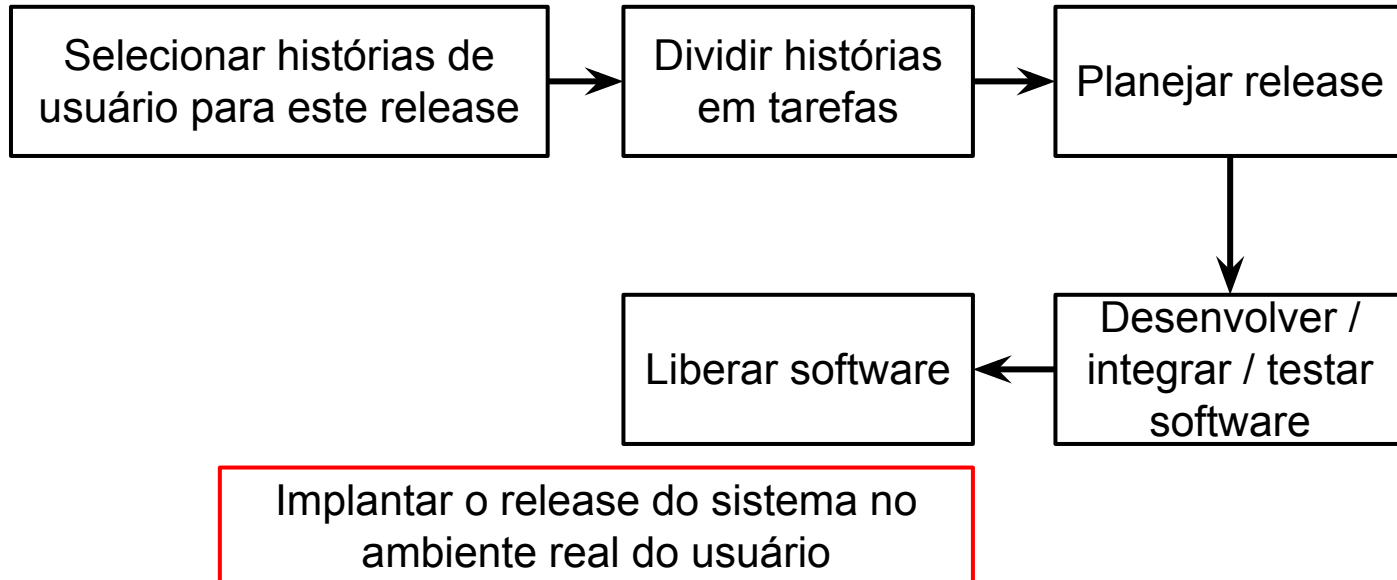 Selecionar histórias de
usuário para este release
Dividir histórias
em tarefas
Planejar release
Liberar software
Desenvolver /
integrar / testar
software
Implantar o release do sistema no
ambiente real do usuário